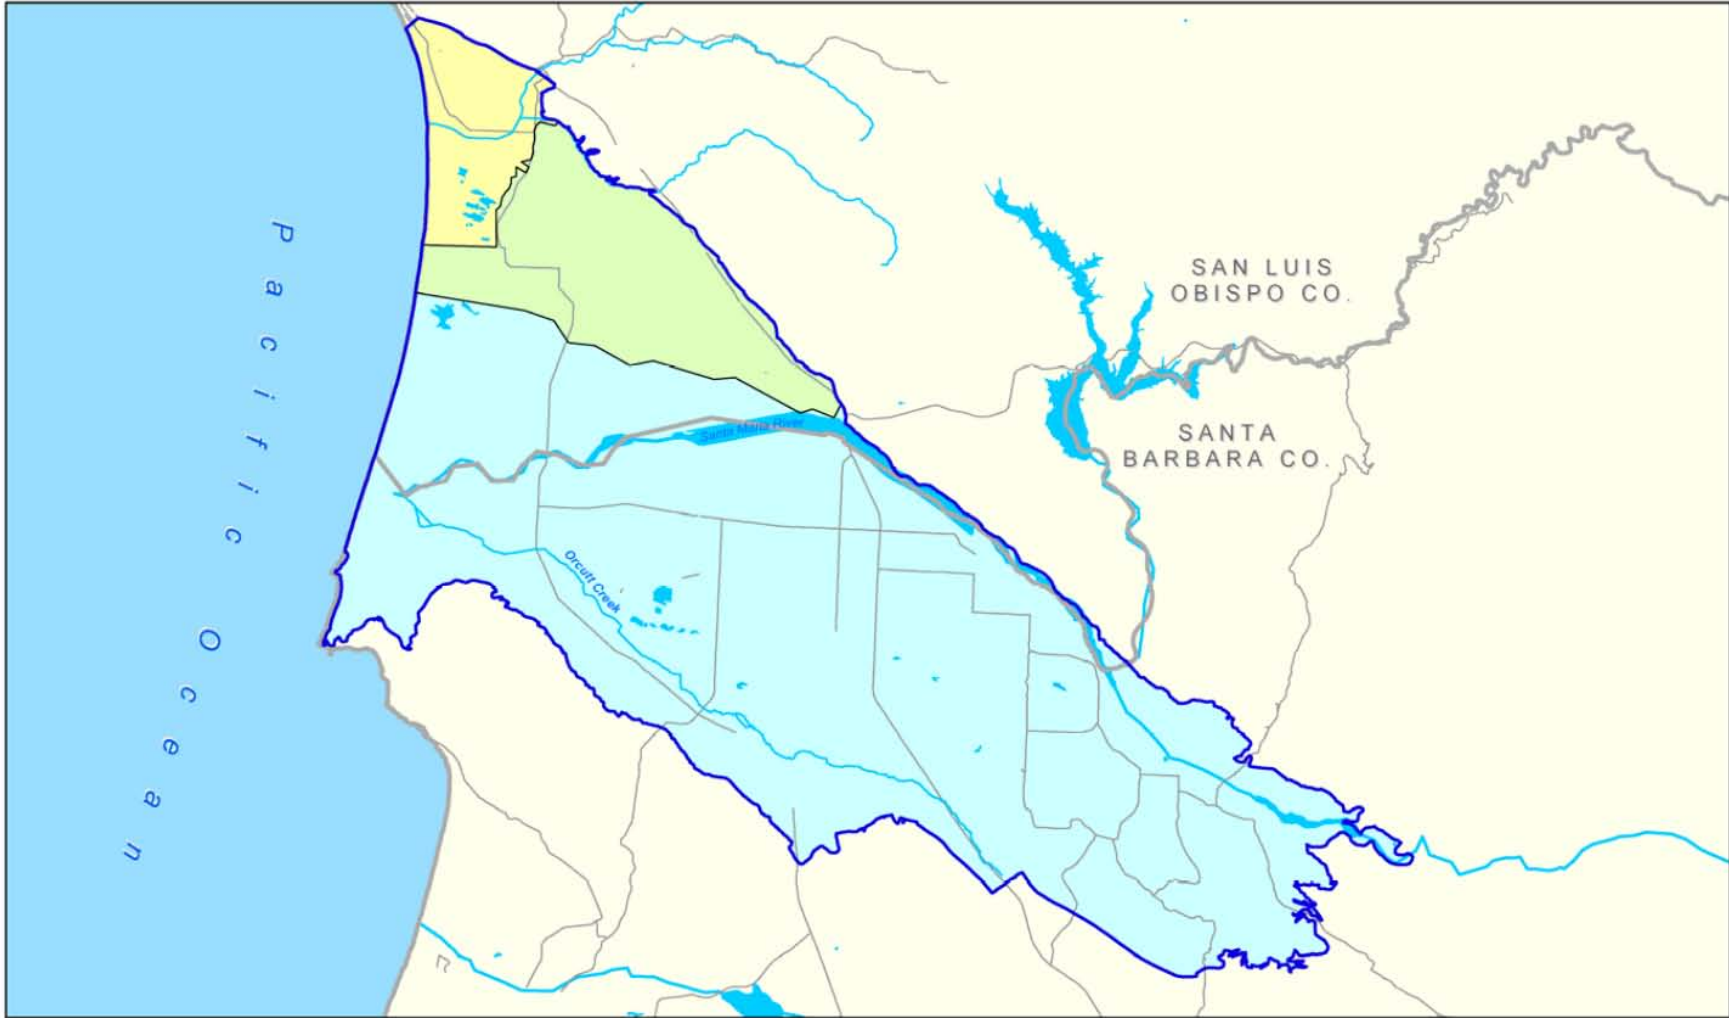 Pacific Ocean
SAN LUIS
OBISPO CO.
SANTA
BARBARA CO.
Santa Maria River
Orcutt Creek